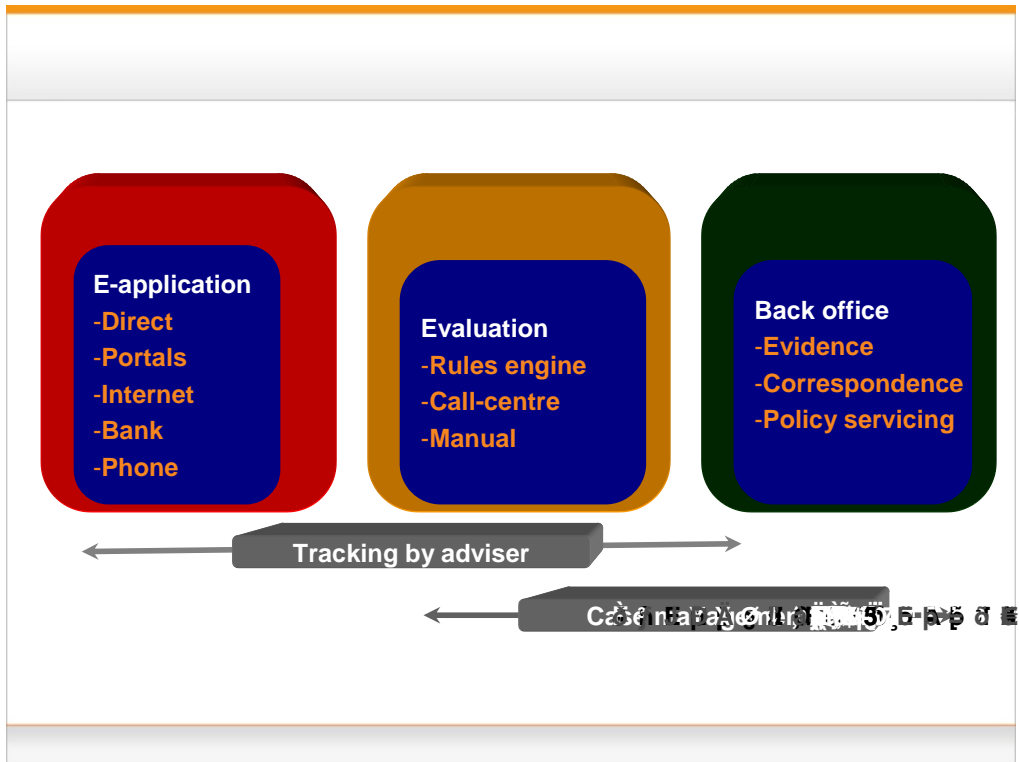 E-application
-Direct
-Portals
-Internet
-Bank
-Phone
Evaluation
-Rules engine
-Call-centre
-Manual
Back office
-Evidence
-Correspondence
-Policy servicing
Tracking by adviser
Case